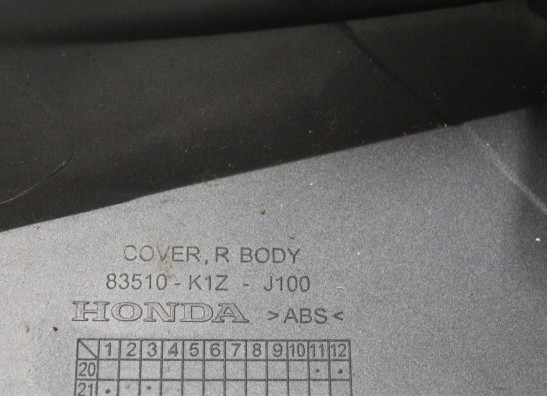 COVER, R BODY
83510 - K1Z - J100
HONDA >ABS<
1 2 3 4 5 6 7 8 9 10 11 12
20
21